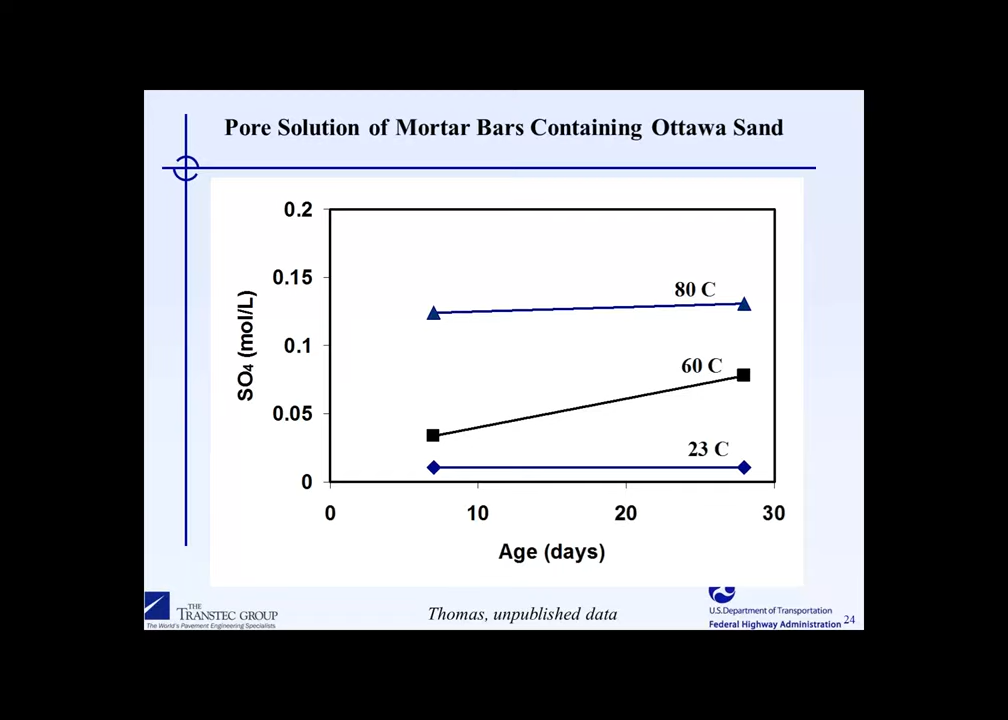 Pore Solution of Mortar Bars Containing Ottawa Sand
0.2
0.15
0.1
0.05
0
SO4 (mol/L)
80 C
60 C
23 C
0 10 20 30
Age (days)
THE
TRANSTEC GROUP
The World's Pavement Engineering Specialists
Thomas, unpublished data
U.S.Department of Transportation
Federal Highway Administration
24